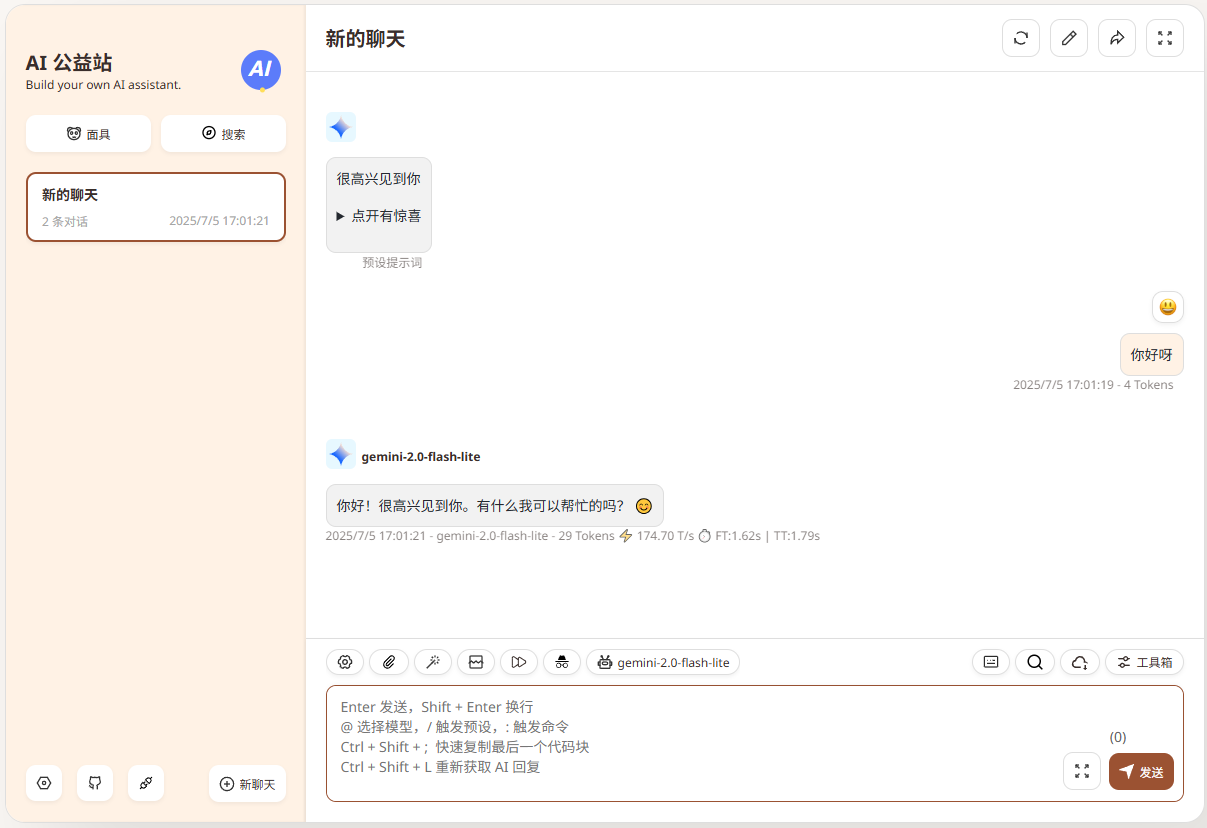 AI 公益站
Build your own AI assistant.
AI
面具
搜索
新的聊天
2 条对话
2025/7/5 17:01:21
新聊天
新的聊天
很高兴见到你
▶ 点开有惊喜
预设提示词
你好呀
2025/7/5 17:01:19 - 4 Tokens
gemini-2.0-flash-lite
你好！很高兴见到你。有什么我可以帮忙的吗？ 😊
2025/7/5 17:01:21 - gemini-2.0-flash-lite - 29 Tokens ⚡ 174.70 T/s ⏱ FT:1.62s | TT:1.79s
gemini-2.0-flash-lite
工具箱
Enter 发送，Shift + Enter 换行
@ 选择模型，/ 触发预设，: 触发命令
Ctrl + Shift + ; 快速复制最后一个代码块
Ctrl + Shift + L 重新获取 AI 回复
(0)
发送